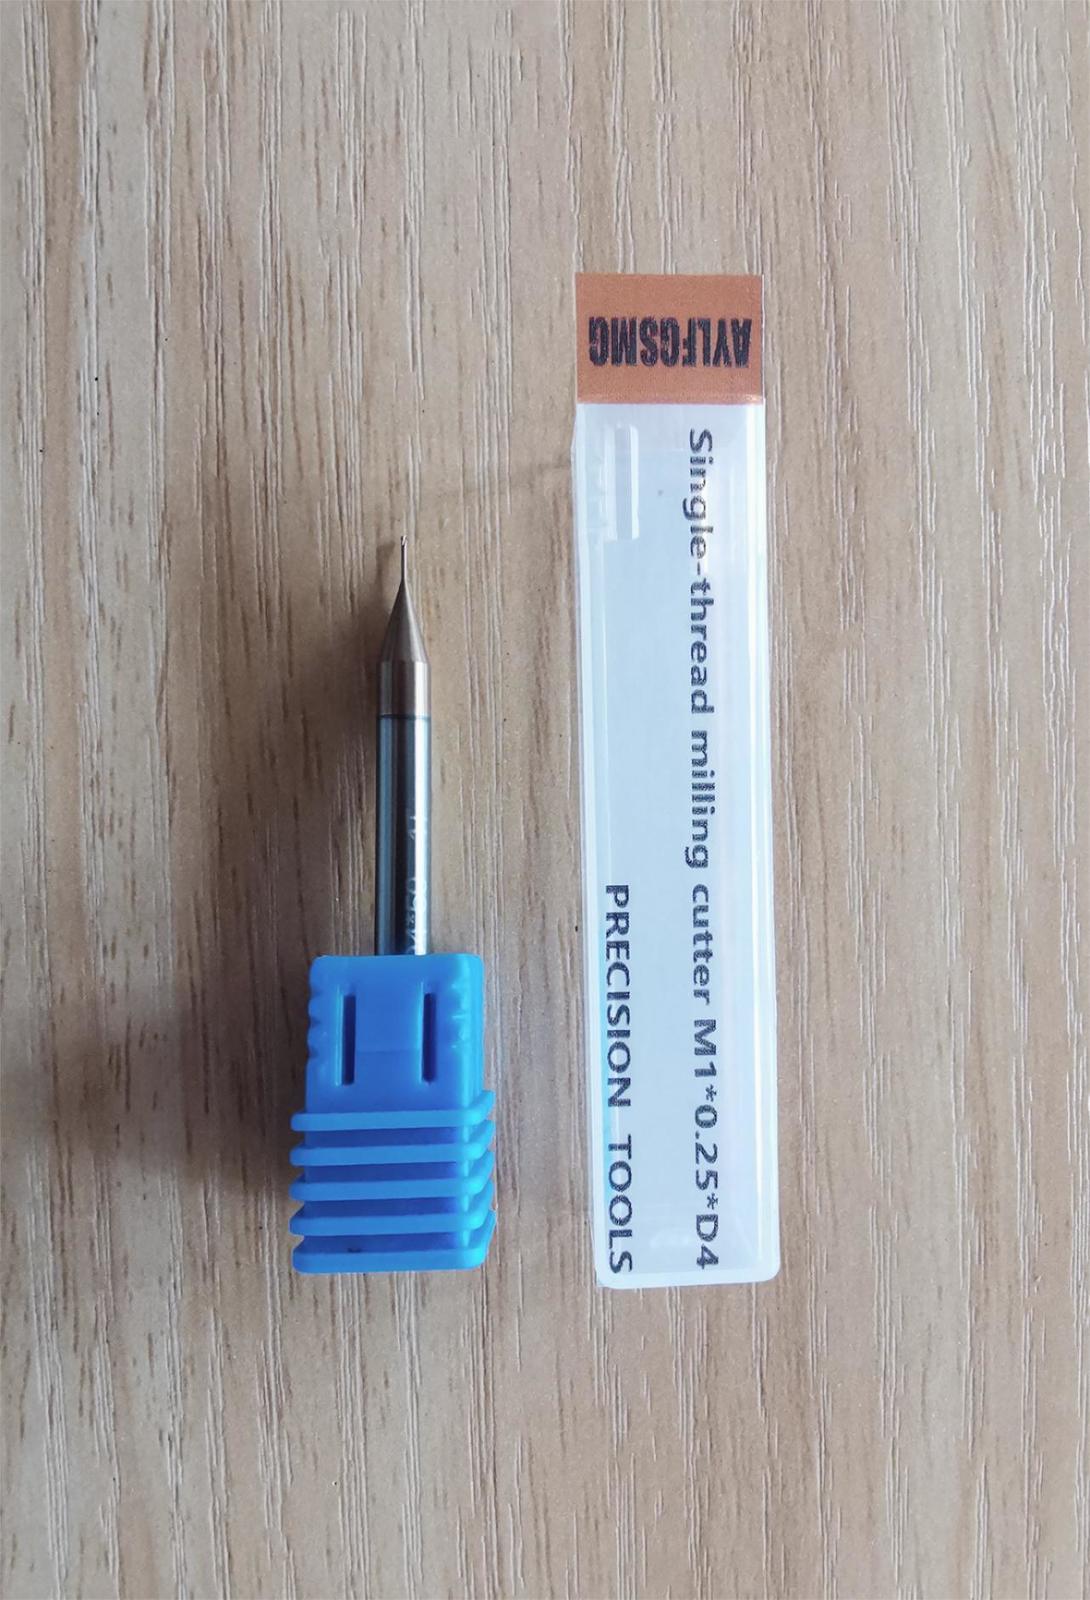 AYLFGSMG
Single-thread milling cutter M1*0.25*D4
PRECISION TOOLS